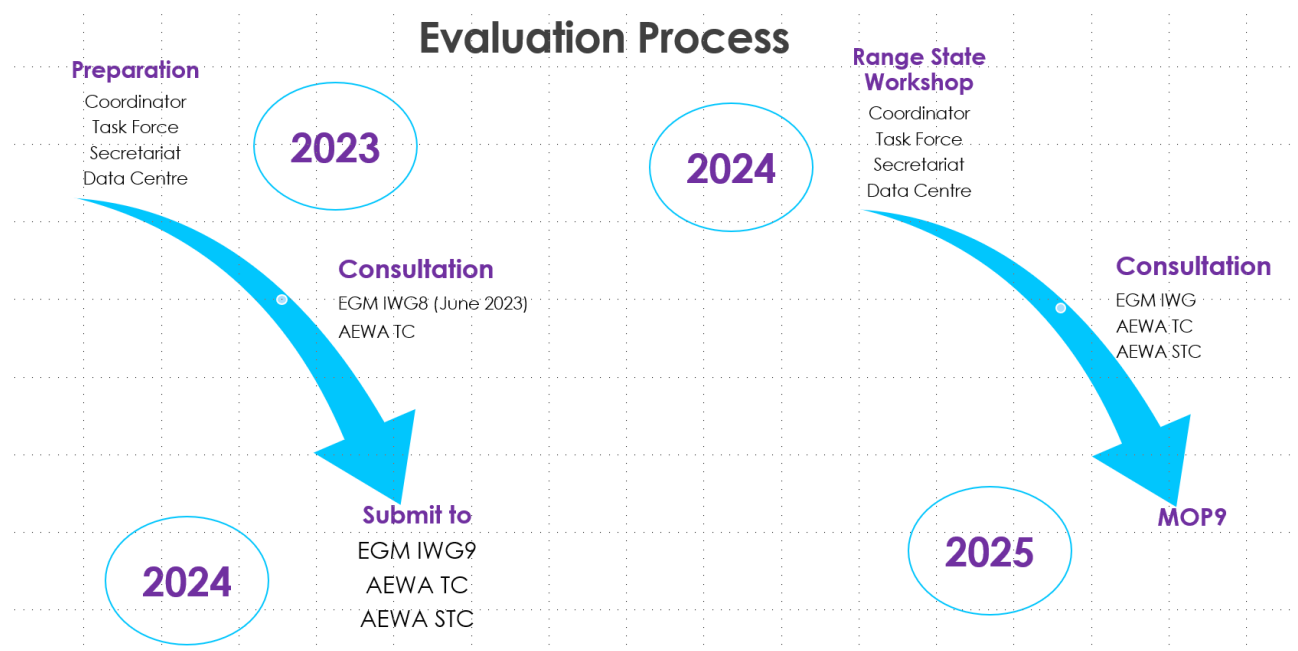 Evaluation Process
Preparation
Coordinator
Task Force
Secretariat
Data Centre
2023
Consultation
EGM IWG8 (June 2023)
AEWA TC
2024
Submit to
EGM IWG9
AEWA TC
AEWA STC
2024
Range State
Workshop
Coordinator
Task Force
Secretariat
Data Centre
Consultation
EGM IWG
AEWA TC
AEWA STC
2025
MOP9